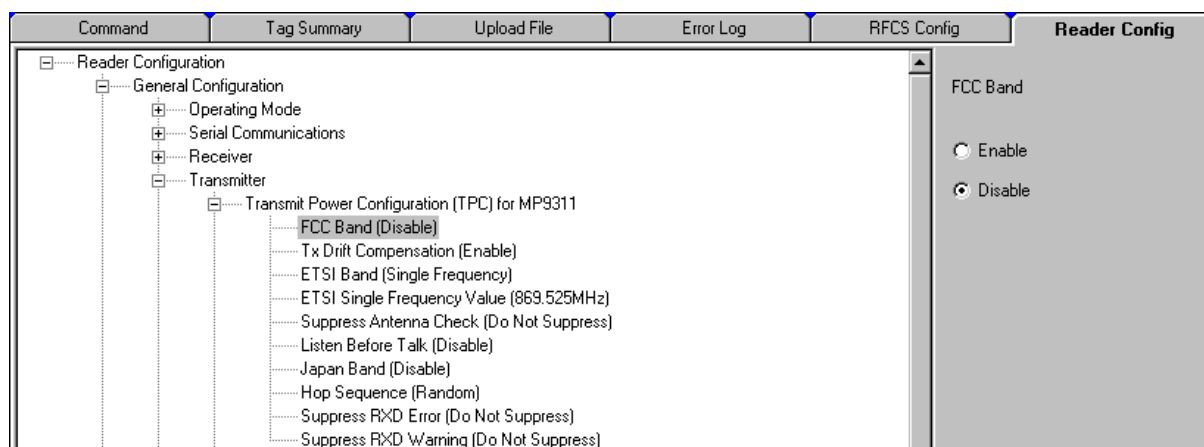 Command
Tag Summary
Upload File
Error Log
RFCS Config
Reader Config
Reader Configuration
General Configuration
Operating Mode
Serial Communications
Receiver
Transmitter
Transmit Power Configuration (TPC) for MP9311
FCC Band (Disable)
Tx Drift Compensation (Enable)
ETSI Band (Single Frequency)
ETSI Single Frequency Value (869.525MHz)
Suppress Antenna Check (Do Not Suppress)
Listen Before Talk (Disable)
Japan Band (Disable)
Hop Sequence (Random)
Suppress RXD Error (Do Not Suppress)
Suppress RXD Warning (Do Not Suppress)
FCC Band
Enable
Disable